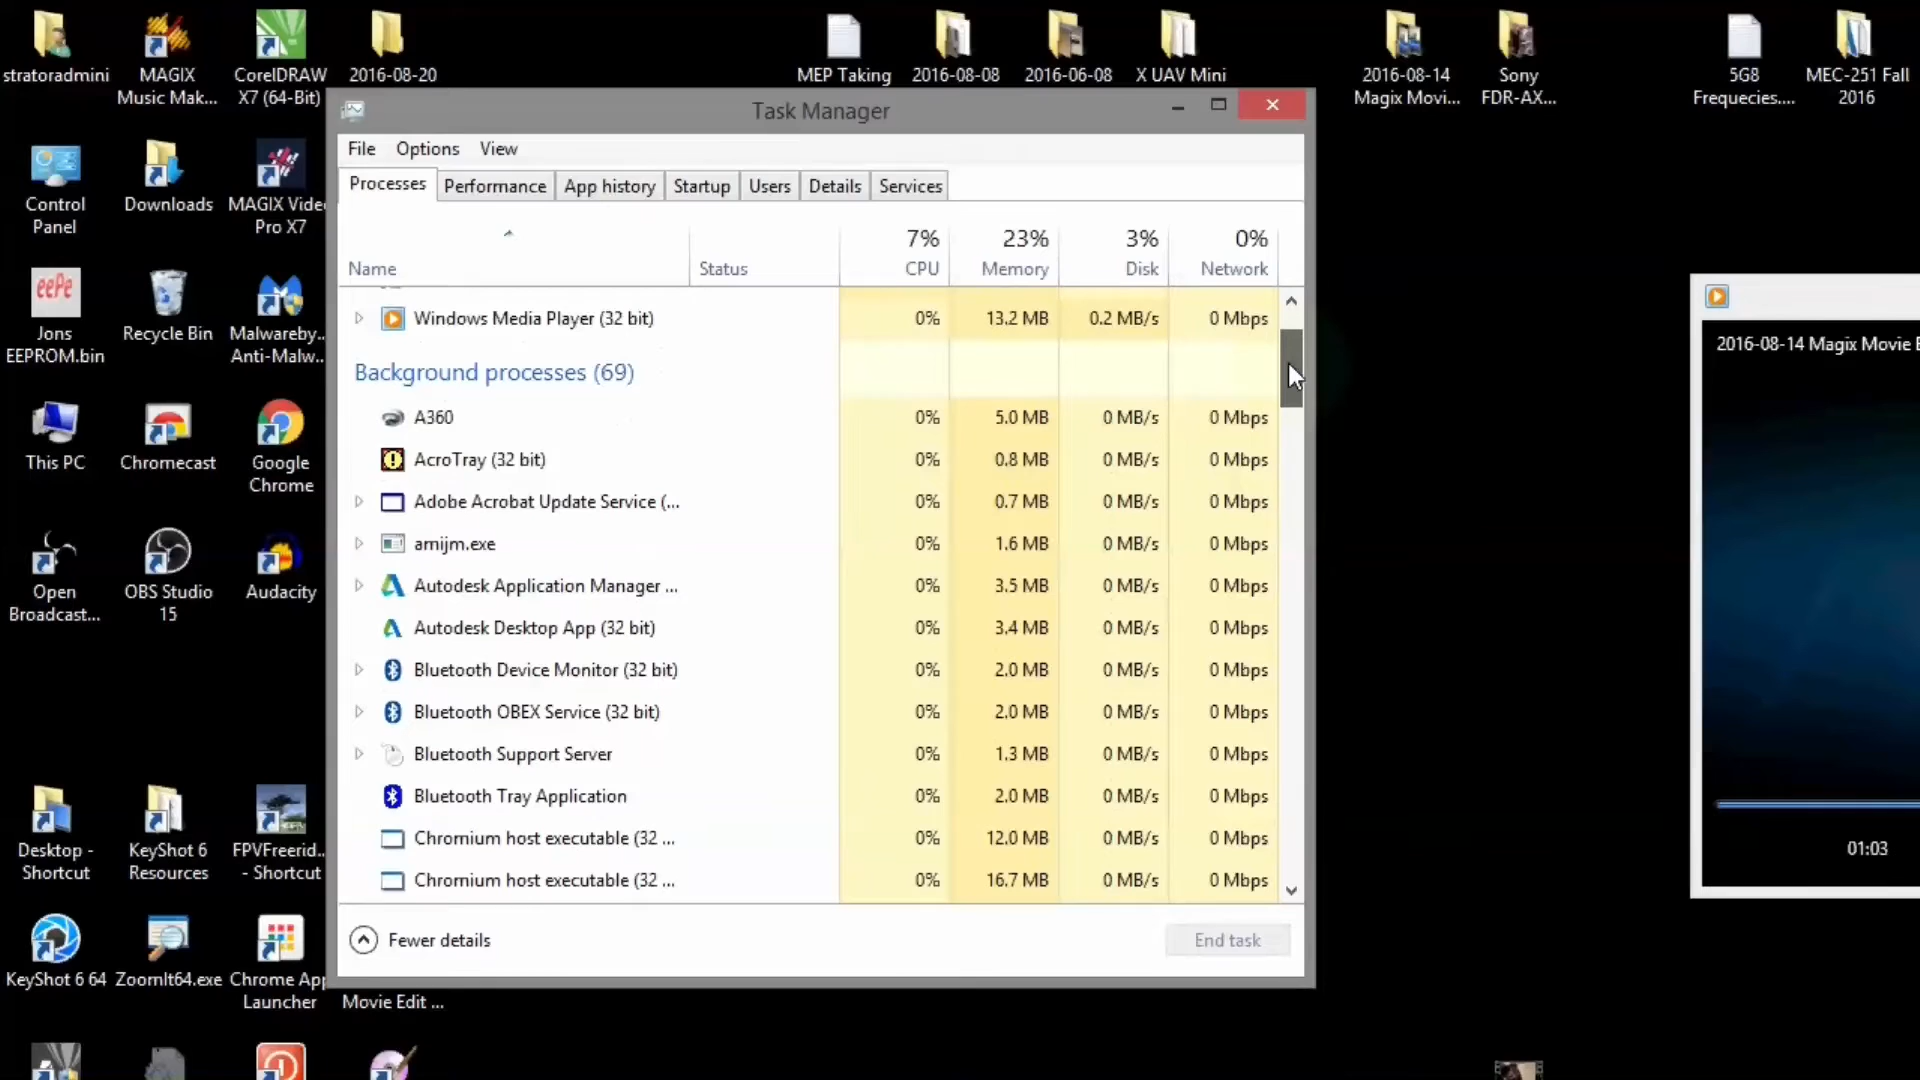 stratoradmini
MAGIX
Music Mak...
CorelDRAW
X7 (64-Bit)
2016-08-20
MEP Taking
2016-08-08
2016-06-08
X UAV Mini
2016-08-14
Magix Movi...
Sony
FDR-AX...
5G8
Frequecies....
MEC-251 Fall
2016
Task Manager
File Options View
Processes Performance App history Startup Users Details Services
7% 23% 3% 0%
Name Status CPU Memory Disk Network
Windows Media Player (32 bit) 0% 13.2 MB 0.2 MB/s 0 Mbps
Background processes (69)
A360 0% 5.0 MB 0 MB/s 0 Mbps
AcroTray (32 bit) 0% 0.8 MB 0 MB/s 0 Mbps
Adobe Acrobat Update Service (... 0% 0.7 MB 0 MB/s 0 Mbps
arnijm.exe 0% 1.6 MB 0 MB/s 0 Mbps
Autodesk Application Manager ... 0% 3.5 MB 0 MB/s 0 Mbps
Autodesk Desktop App (32 bit) 0% 3.4 MB 0 MB/s 0 Mbps
Bluetooth Device Monitor (32 bit) 0% 2.0 MB 0 MB/s 0 Mbps
Bluetooth OBEX Service (32 bit) 0% 2.0 MB 0 MB/s 0 Mbps
Bluetooth Support Server 0% 1.3 MB 0 MB/s 0 Mbps
Bluetooth Tray Application 0% 2.0 MB 0 MB/s 0 Mbps
Chromium host executable (32 ... 0% 12.0 MB 0 MB/s 0 Mbps
Chromium host executable (32 ... 0% 16.7 MB 0 MB/s 0 Mbps
Fewer details
End task
Control
Panel
Downloads
MAGIX Vide
Pro X7
eePe
Jons
EEPROM.bin
Recycle Bin
Malwareby...
Anti-Malw...
This PC
Chromecast
Google
Chrome
Open
Broadcast...
OBS Studio
15
Audacity
Desktop -
Shortcut
KeyShot 6
Resources
FPVFreerid...
- Shortcut
KeyShot 6 64
ZoomIt64.exe
Chrome App
Launcher
Movie Edit ...
2016-08-14 Magix Movie E
01:03